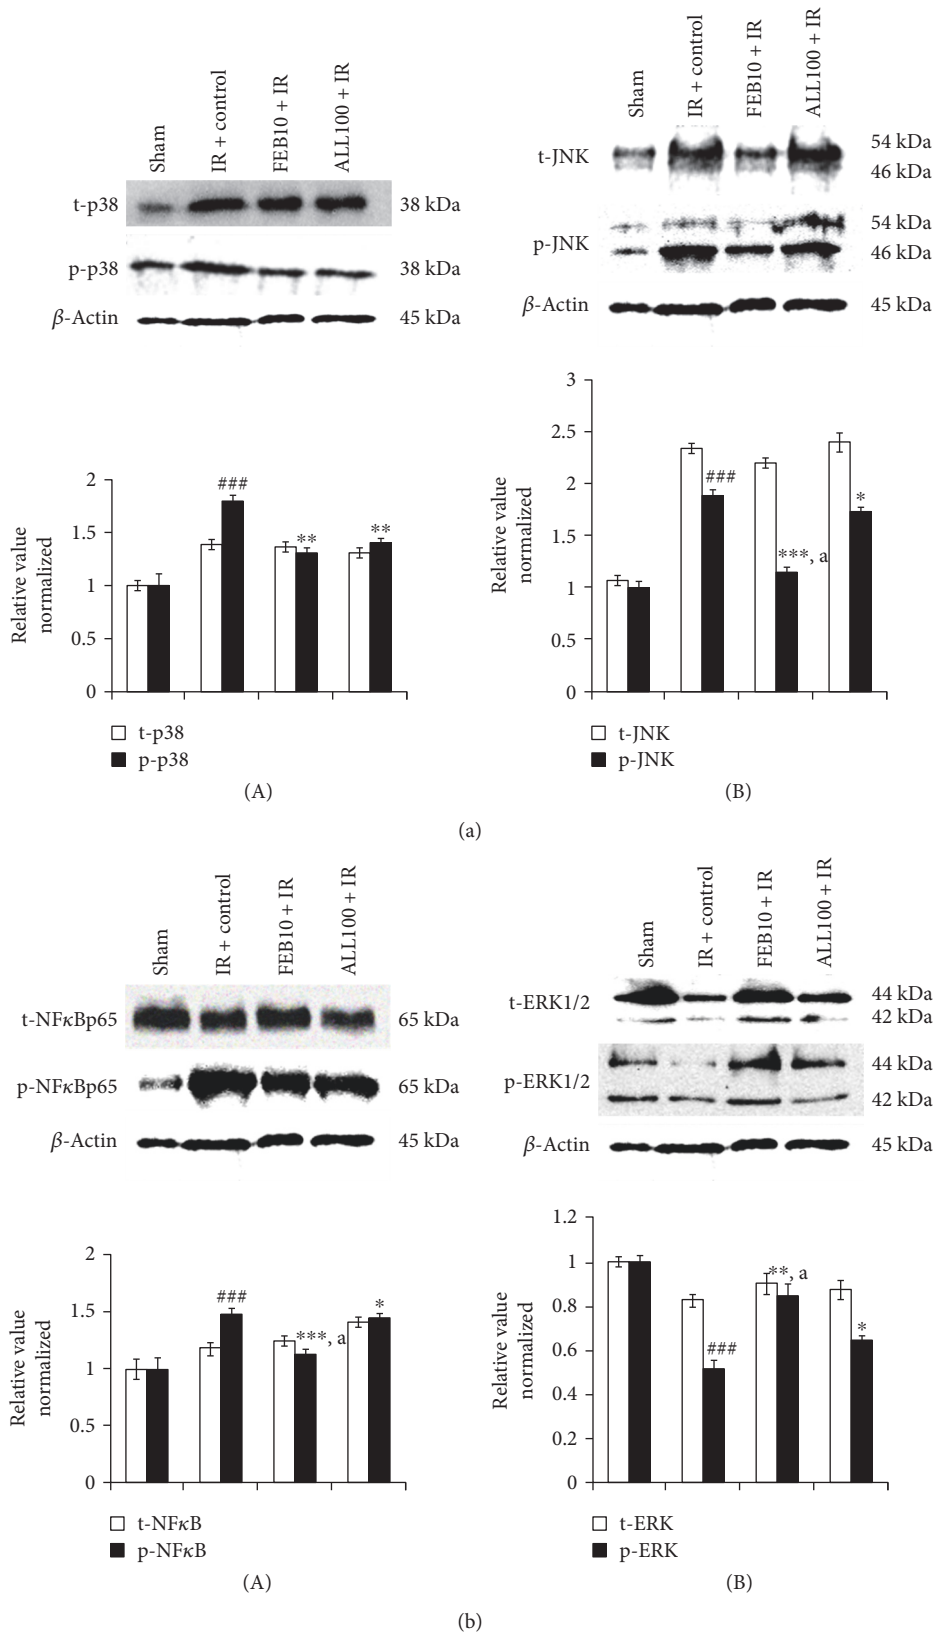 Sham
IR + control
FEB10 + IR
ALL100 + IR
t-p38
38 kDa
p-p38
38 kDa
β-Actin
45 kDa
Relative value
normalized
2
1.5
1
0.5
0
###
**
**
t-p38
p-p38
(A)
Sham
IR + control
FEB10 + IR
ALL100 + IR
t-JNK
54 kDa
46 kDa
p-JNK
54 kDa
46 kDa
β-Actin
45 kDa
Relative value
normalized
3
2.5
2
1.5
1
0.5
0
###
***, a
*
t-JNK
p-JNK
(B)
(a)
Sham
IR + control
FEB10 + IR
ALL100 + IR
t-NFκBp65
65 kDa
p-NFκBp65
65 kDa
β-Actin
45 kDa
Relative value
normalized
2
1.5
1
0.5
0
###
***, a
*
t-NFκB
p-NFκB
(A)
Sham
IR + control
FEB10 + IR
ALL100 + IR
t-ERK1/2
44 kDa
42 kDa
p-ERK1/2
44 kDa
42 kDa
β-Actin
45 kDa
Relative value
normalized
1.2
1
0.8
0.6
0.4
0.2
0
###
**, a
*
t-ERK
p-ERK
(B)
(b)